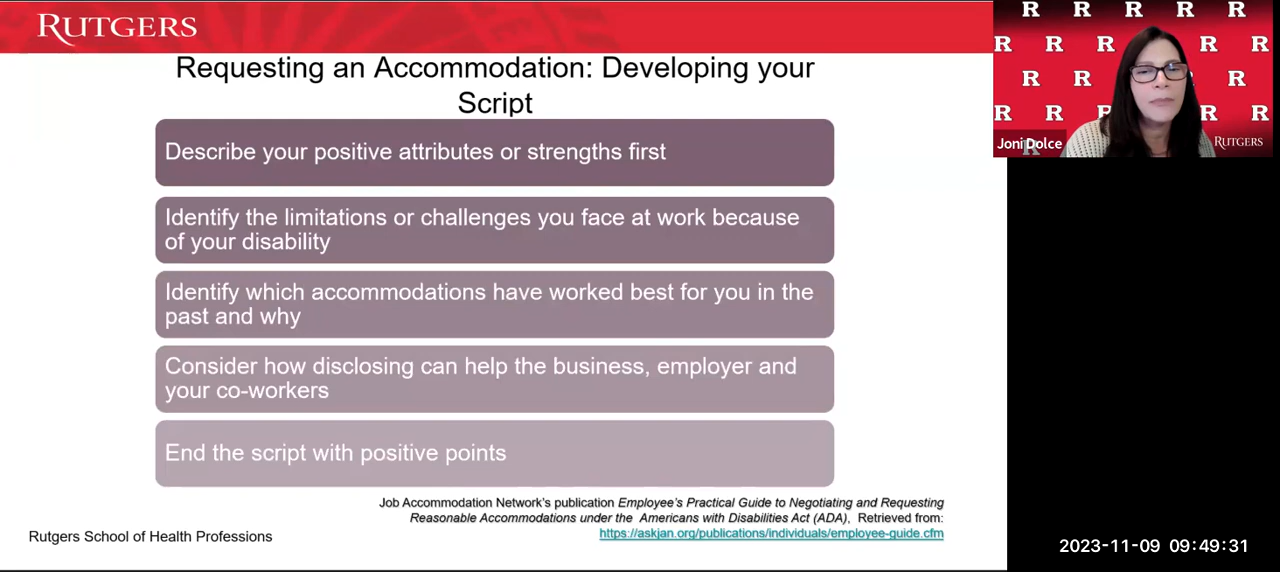 RUTGERS
Requesting an Accommodation: Developing your
Script
Describe your positive attributes or strengths first
Identify the limitations or challenges you face at work because
of your disability
Identify which accommodations have worked best for you in the
past and why
Consider how disclosing can help the business, employer and
your co-workers
End the script with positive points
Job Accommodation Network's publication Employee's Practical Guide to Negotiating and Requesting
Reasonable Accommodations under the Americans with Disabilities Act (ADA), Retrieved from:
https://askjan.org/publications/individuals/employee-guide.cfm
Rutgers School of Health Professions
R R R R R
R R R R R
R R R
R R R R R
Joni Dolce
R
RUTGERS
2023-11-09 09:49:31